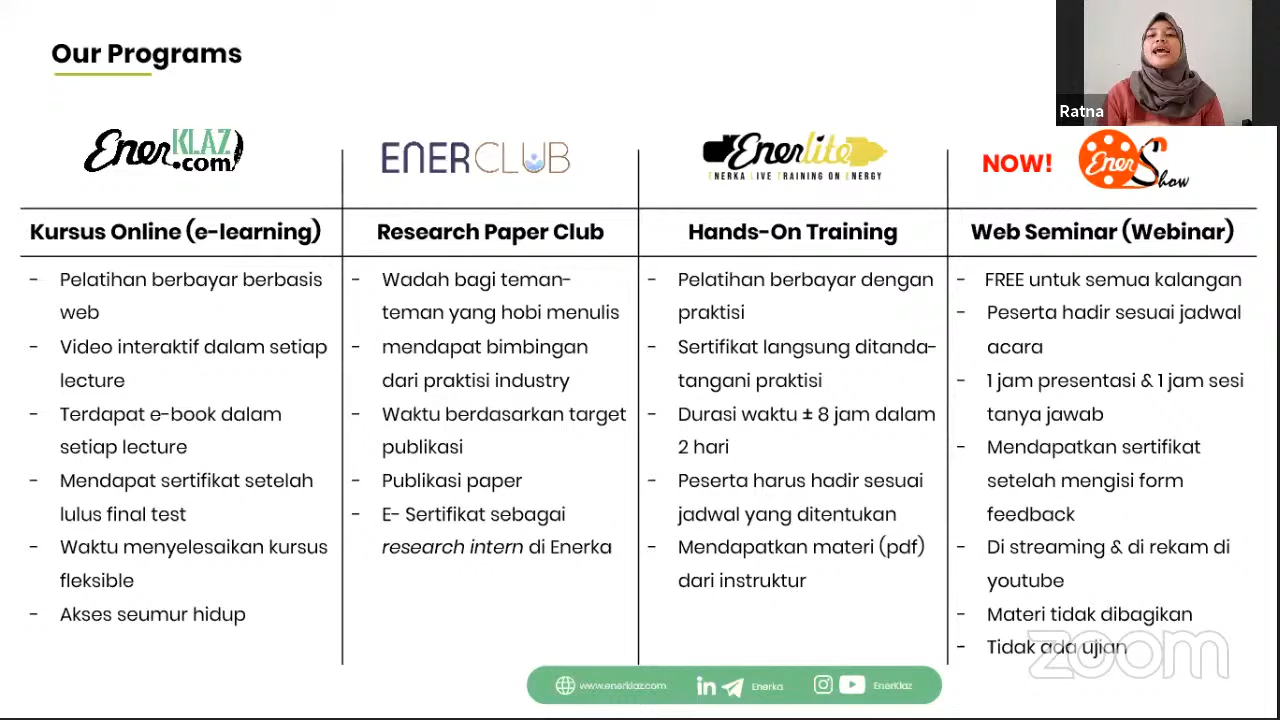 Our Programs
Ratna
EnerKLAZ
.com
ENERCLUB
Enerlite
ENERKA LIVE TRAINING ON ENERGY
NOW!
Ener Show
Kursus Online (e-learning)
- Pelatihan berbayar berbasis
web
- Video interaktif dalam setiap
lecture
- Terdapat e-book dalam
setiap lecture
- Mendapat sertifikat setelah
lulus final test
- Waktu menyelesaikan kursus
fleksible
- Akses seumur hidup
Research Paper Club
- Wadah bagi teman-
teman yang hobi menulis
- mendapat bimbingan
dari praktisi industry
- Waktu berdasarkan target
publikasi
- Publikasi paper
- E- Sertifikat sebagai
research intern di Enerka
Hands-On Training
- Pelatihan berbayar dengan
praktisi
- Sertifikat langsung ditanda-
tangani praktisi
- Durasi waktu ± 8 jam dalam
2 hari
- Peserta harus hadir sesuai
jadwal yang ditentukan
- Mendapatkan materi (pdf)
dari instruktur
Web Seminar (Webinar)
- FREE untuk semua kalangan
- Peserta hadir sesuai jadwal
acara
- 1 jam presentasi & 1 jam sesi
tanya jawab
- Mendapatkan sertifikat
setelah mengisi form
feedback
- Di streaming & di rekam di
youtube
- Materi tidak dibagikan
- Tidak ada ujian
zoom
www.enerklaz.com
Enerka
EnerKlaz